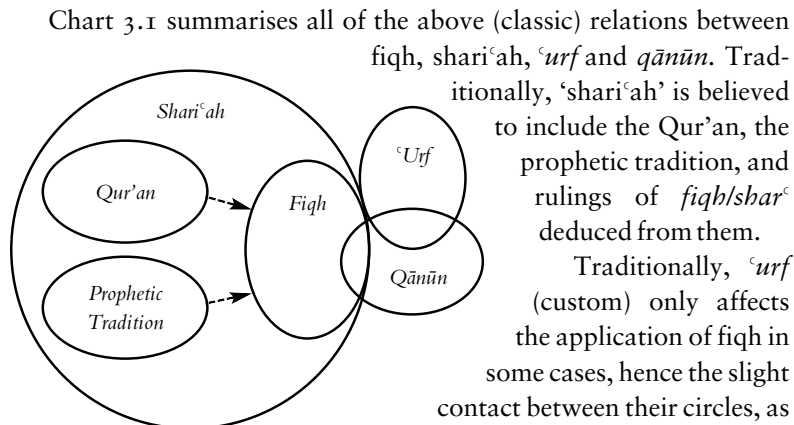 Chart 3.1 summarises all of the above (classic) relations between
fiqh, shariʿah, ʿurf and qānūn. Trad-
itionally, ‘shariʿah’ is believed
to include the Qur’an, the
prophetic tradition, and
rulings of fiqh/sharʿ
deduced from them.
Traditionally, ʿurf
(custom) only affects
the application of fiqh in
some cases, hence the slight
contact between their circles, as
Shariʿah
Qur’an
Prophetic
Tradition
Fiqh
ʿUrf
Qānūn